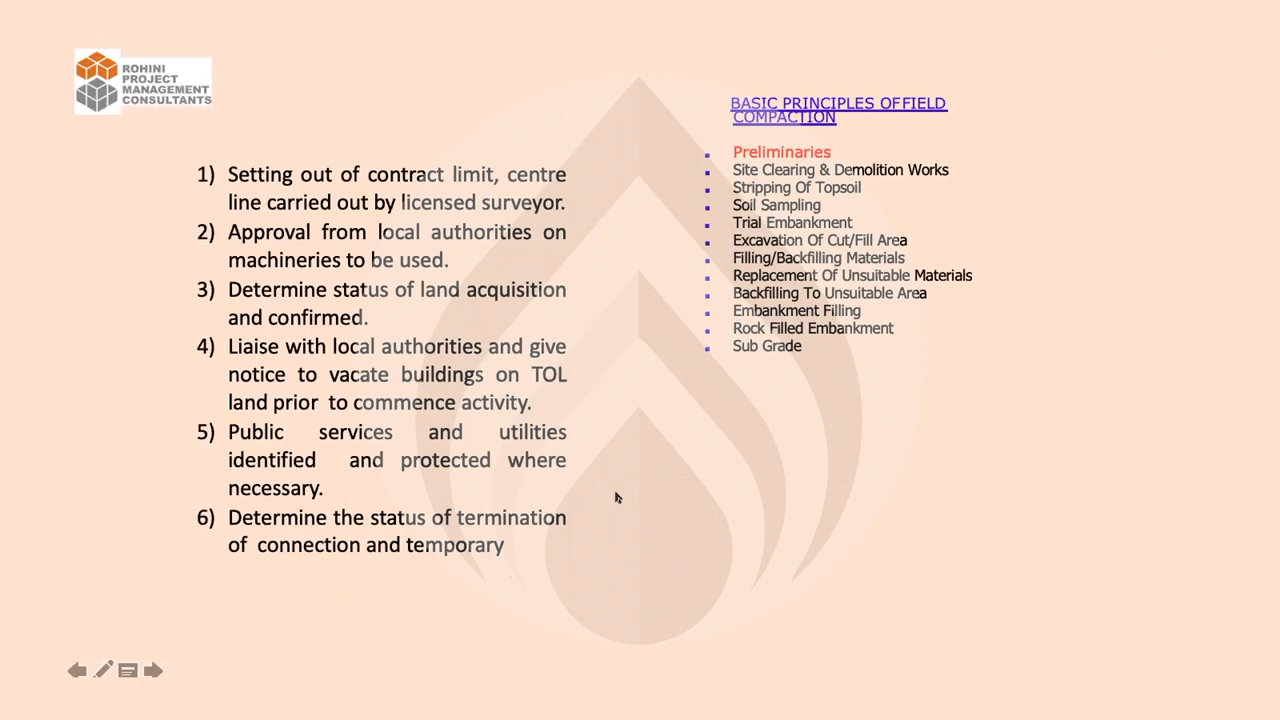 ROHINI
PROJECT
MANAGEMENT
CONSULTANTS
1) Setting out of contract limit, centre
line carried out by licensed surveyor.
2) Approval from local authorities on
machineries to be used.
3) Determine status of land acquisition
and confirmed.
4) Liaise with local authorities and give
notice to vacate buildings on TOL
land prior to commence activity.
5) Public services and utilities
identified and protected where
necessary.
6) Determine the status of termination
of connection and temporary
BASIC PRINCIPLES OF FIELD
COMPACTION
▪ Preliminaries
▪ Site Clearing & Demolition Works
▪ Stripping Of Topsoil
▪ Soil Sampling
▪ Trial Embankment
▪ Excavation Of Cut/Fill Area
▪ Filling/Backfilling Materials
▪ Replacement Of Unsuitable Materials
▪ Backfilling To Unsuitable Area
▪ Embankment Filling
▪ Rock Filled Embankment
▪ Sub Grade